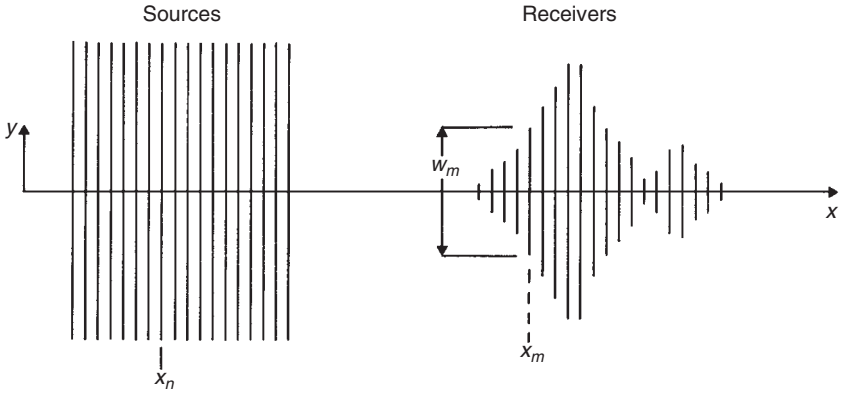 Sources
Receivers
y
w_m
x
x_m
x_n